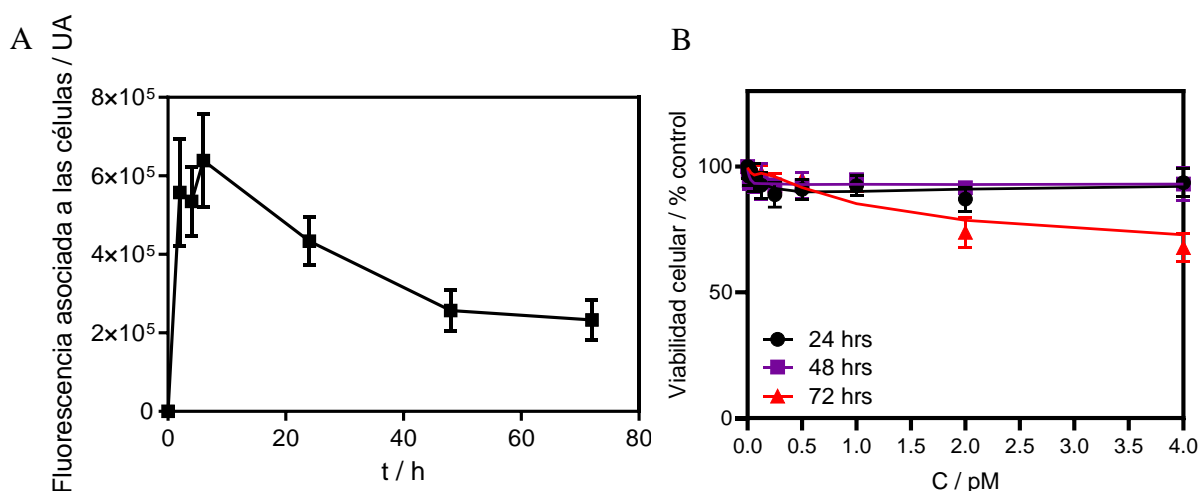 A
Fluorescencia asociada a las células / UA
8×10⁵
6×10⁵
4×10⁵
2×10⁵
0
0 20 40 60 80
t / h
B
Viabilidad celular / % control
100
50
0
24 hrs
48 hrs
72 hrs
0.0 0.5 1.0 1.5 2.0 2.5 3.0 3.5 4.0
C / pM